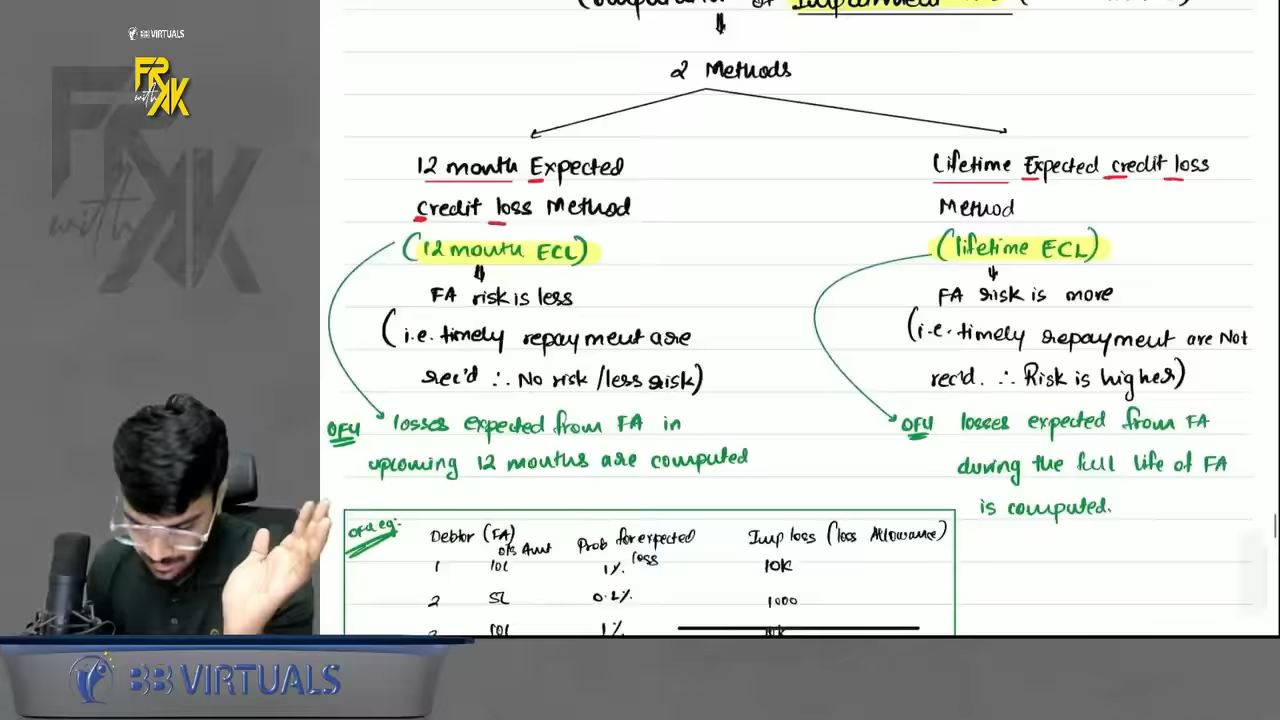 BB VIRTUALS
FR
with
KK
2 Methods
12 month Expected
credit loss Method
(12 month ECL)
FA risk is less
(i.e. timely repayment are
rec'd ∴ No risk / less risk)
OFU losses expected from FA in
upcoming 12 months are computed
Lifetime Expected credit loss
Method
(lifetime ECL)
FA risk is more
(i.e. timely repayment are Not
rec'd. ∴ Risk is higher)
OFU losses expected from FA
during the full life of FA
is computed.
eg:-
Debtor (FA) o/s Amt Prob for expected loss Imp loss (loss Allowance)
1 10L 1% 10K
2 5L 0.2% 1000
10L 1%
BB VIRTUALS